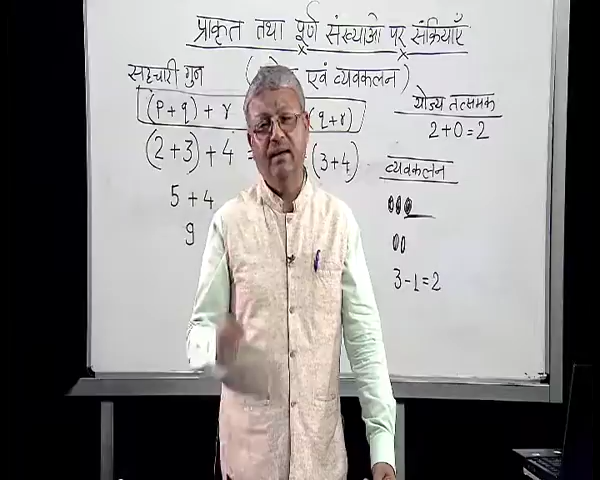 प्राकृत तथा पूर्ण संख्याओ पर संक्रियाएँ
( एवं व्यवकलन)
सहचारी गुन
(p+q)+r (q+r)
(2+3)+4 = (3+4)
5+4
9
योज्य तत्समक
2+0=2
व्यवकलन
3-1=2